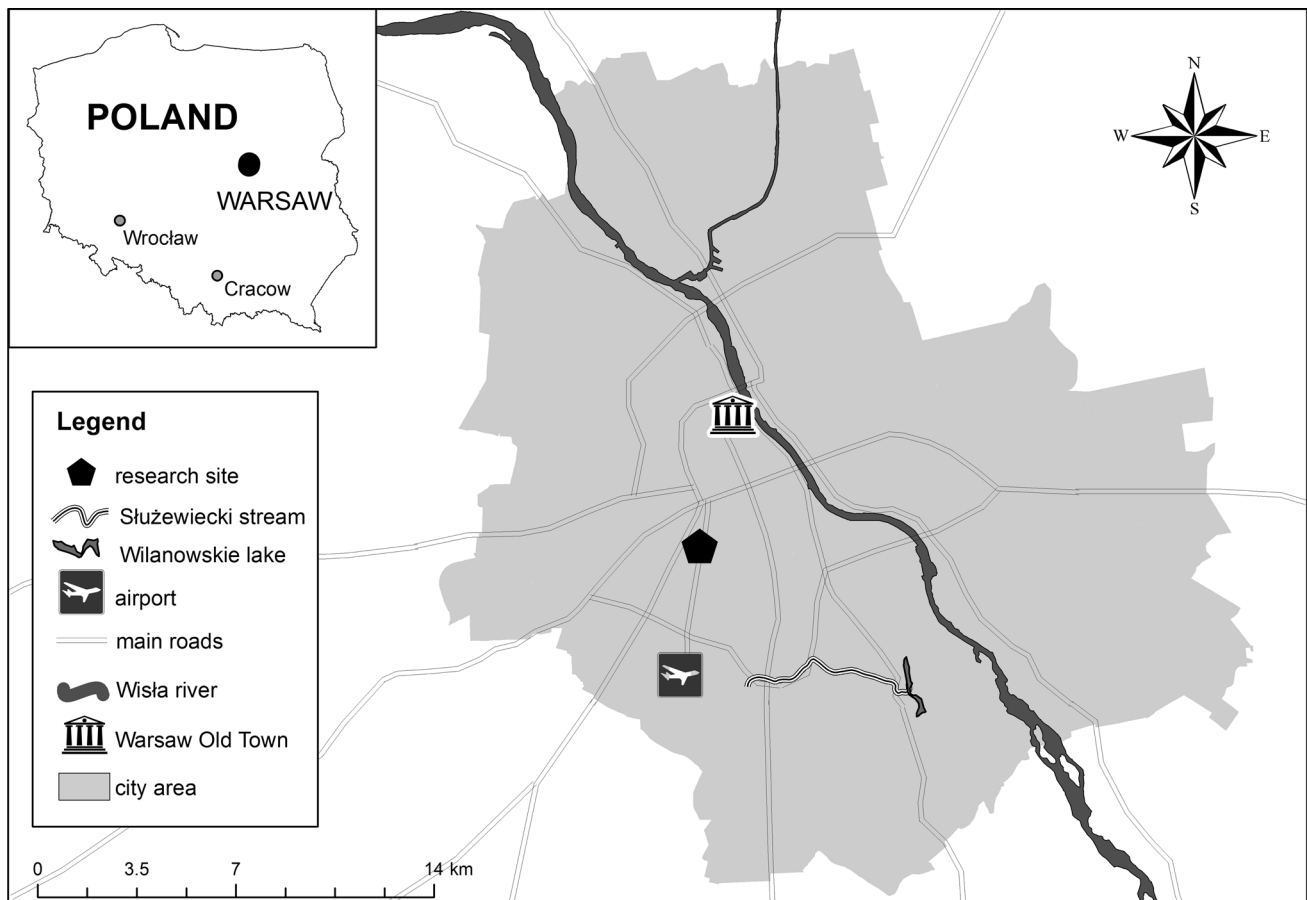 POLAND
WARSAW
Wrocław
Cracow
N
W E
S
Legend
research site
Służewiecki stream
Wilanowskie lake
airport
main roads
Wisła river
Warsaw Old Town
city area
0 3.5 7 14 km